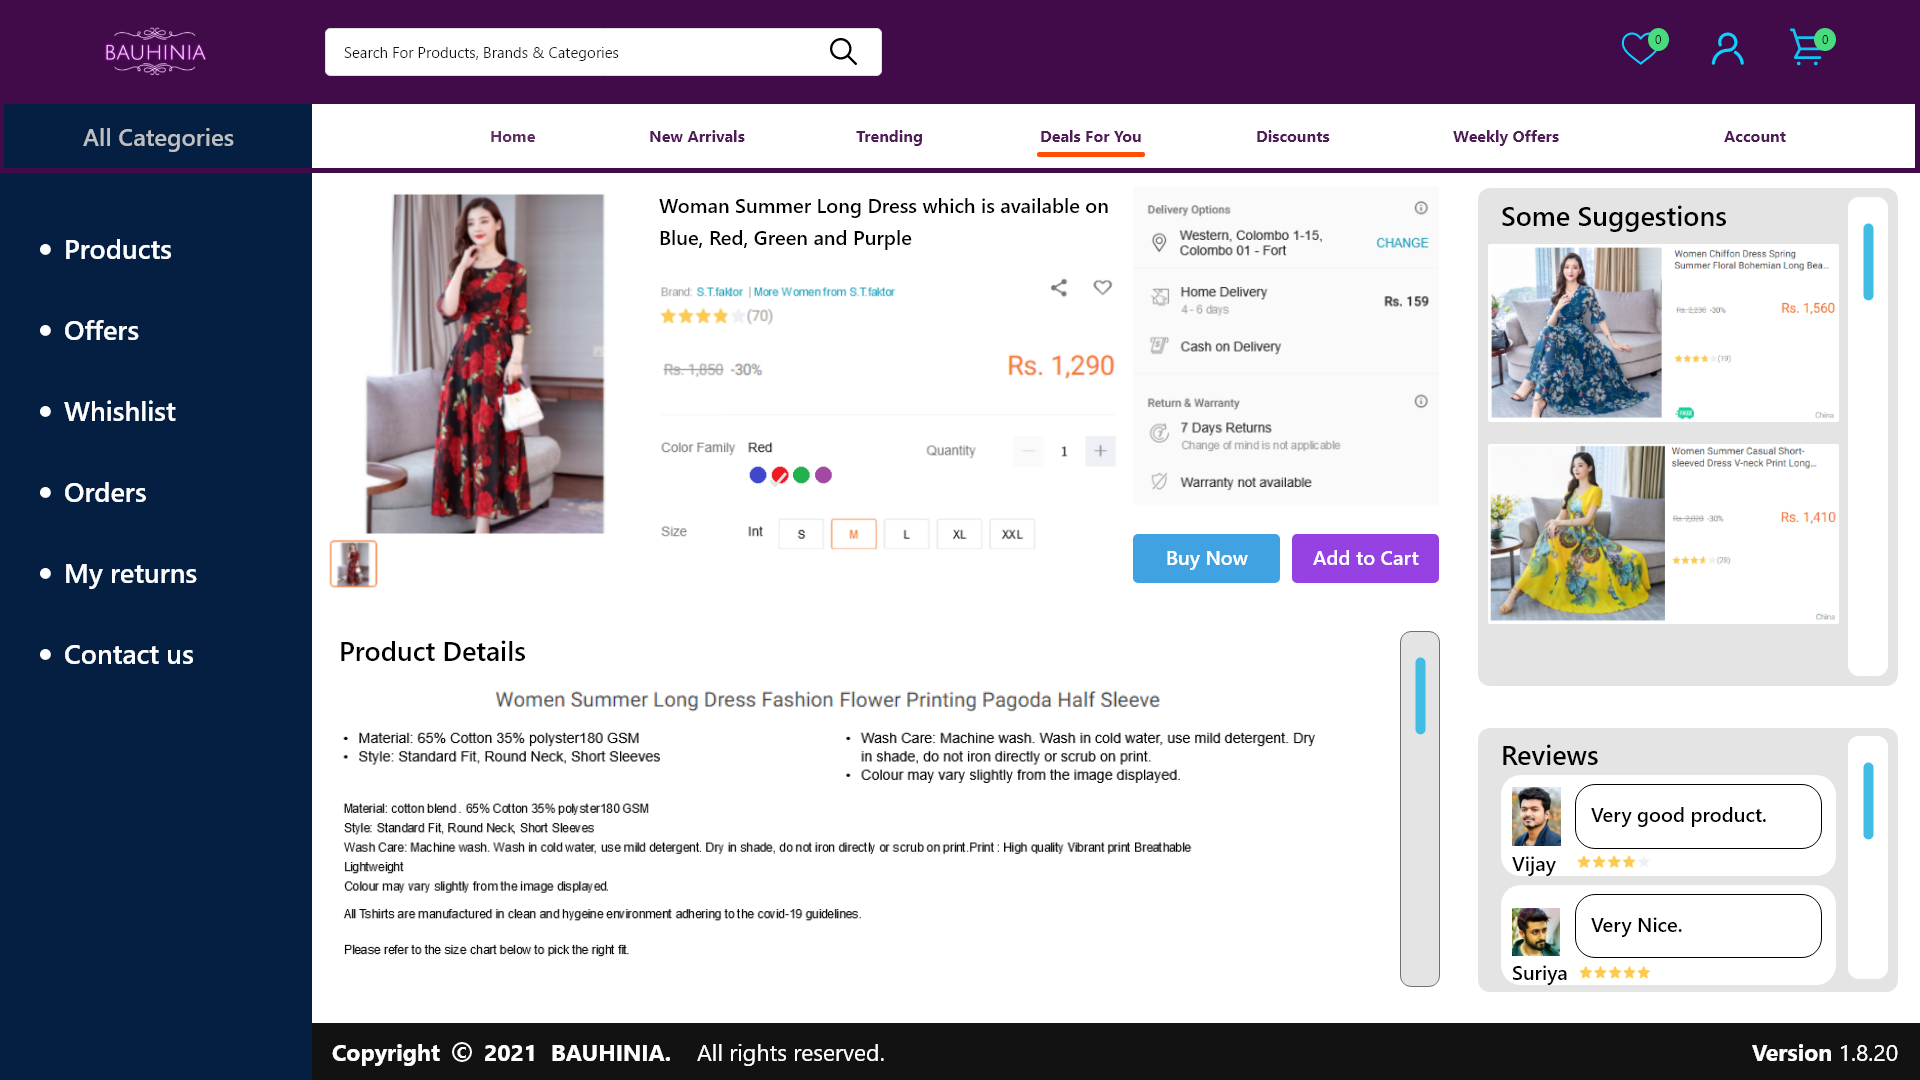 BAUHINIA
Search For Products, Brands & Categories
0
0
All Categories
Home
New Arrivals
Trending
Deals For You
Discounts
Weekly Offers
Account
Products
Offers
Whishlist
Orders
My returns
Contact us
Woman Summer Long Dress which is available on
Blue, Red, Green and Purple
Brand: S.T.faktor | More Women from S.T.faktor
(70)
Rs. 1,850 -30%
Rs. 1,290
Color Family Red
Quantity
1
Size
Int
S
M
L
XL
XXL
Delivery Options
Western, Colombo 1-15,
Colombo 01 - Fort
CHANGE
Home Delivery
4 - 6 days
Rs. 159
Cash on Delivery
Return & Warranty
7 Days Returns
Change of mind is not applicable
Warranty not available
Buy Now
Add to Cart
Some Suggestions
Women Chiffon Dress Spring
Summer Floral Bohemian Long Bea...
Rs. 2,236 -30%
Rs. 1,560
(19)
FREE
China
Women Summer Casual Short-
sleeved Dress V-neck Print Long...
Rs. 2,020 -30%
Rs. 1,410
(28)
China
Product Details
Women Summer Long Dress Fashion Flower Printing Pagoda Half Sleeve
• Material: 65% Cotton 35% polyster180 GSM
• Style: Standard Fit, Round Neck, Short Sleeves
• Wash Care: Machine wash. Wash in cold water, use mild detergent. Dry
in shade, do not iron directly or scrub on print.
• Colour may vary slightly from the image displayed.
Material: cotton blend . 65% Cotton 35% polyster180 GSM
Style: Standard Fit, Round Neck, Short Sleeves
Wash Care: Machine wash. Wash in cold water, use mild detergent. Dry in shade, do not iron directly or scrub on print.Print : High quality Vibrant print Breathable
Lightweight
Colour may vary slightly from the image displayed.
All Tshirts are manufactured in clean and hygeine environment adhering to the covid-19 guidelines.
Please refer to the size chart below to pick the right fit.
Reviews
Very good product.
Vijay
Very Nice.
Suriya
Copyright © 2021 BAUHINIA. All rights reserved.
Version 1.8.20